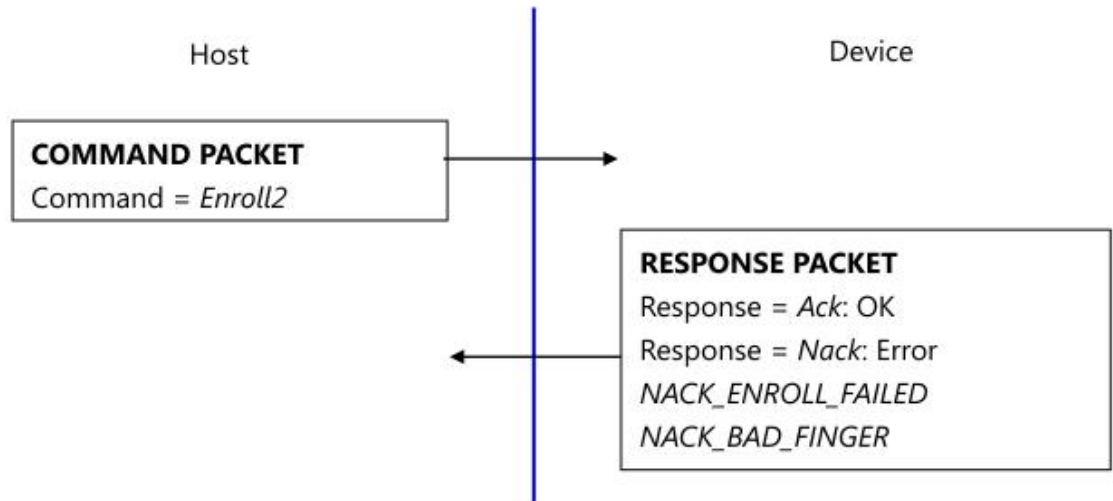 Host
Device
COMMAND PACKET
Command = Enroll2
RESPONSE PACKET
Response = Ack: OK
Response = Nack: Error
NACK_ENROLL_FAILED
NACK_BAD_FINGER